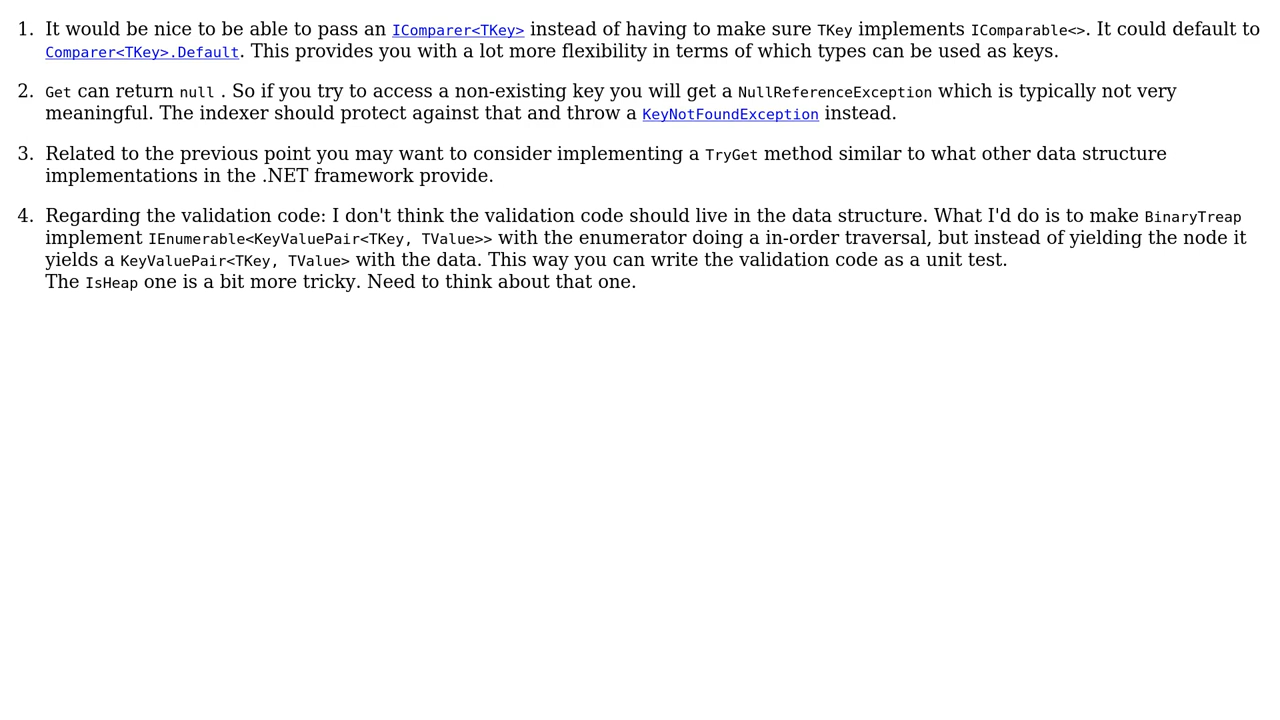 1. It would be nice to be able to pass an IComparer<TKey> instead of having to make sure TKey implements IComparable<>. It could default to
Comparer<TKey>.Default. This provides you with a lot more flexibility in terms of which types can be used as keys.
2. Get can return null . So if you try to access a non-existing key you will get a NullReferenceException which is typically not very
meaningful. The indexer should protect against that and throw a KeyNotFoundException instead.
3. Related to the previous point you may want to consider implementing a TryGet method similar to what other data structure
implementations in the .NET framework provide.
4. Regarding the validation code: I don't think the validation code should live in the data structure. What I'd do is to make BinaryTreap
implement IEnumerable<KeyValuePair<TKey, TValue>> with the enumerator doing a in-order traversal, but instead of yielding the node it
yields a KeyValuePair<TKey, TValue> with the data. This way you can write the validation code as a unit test.
The IsHeap one is a bit more tricky. Need to think about that one.